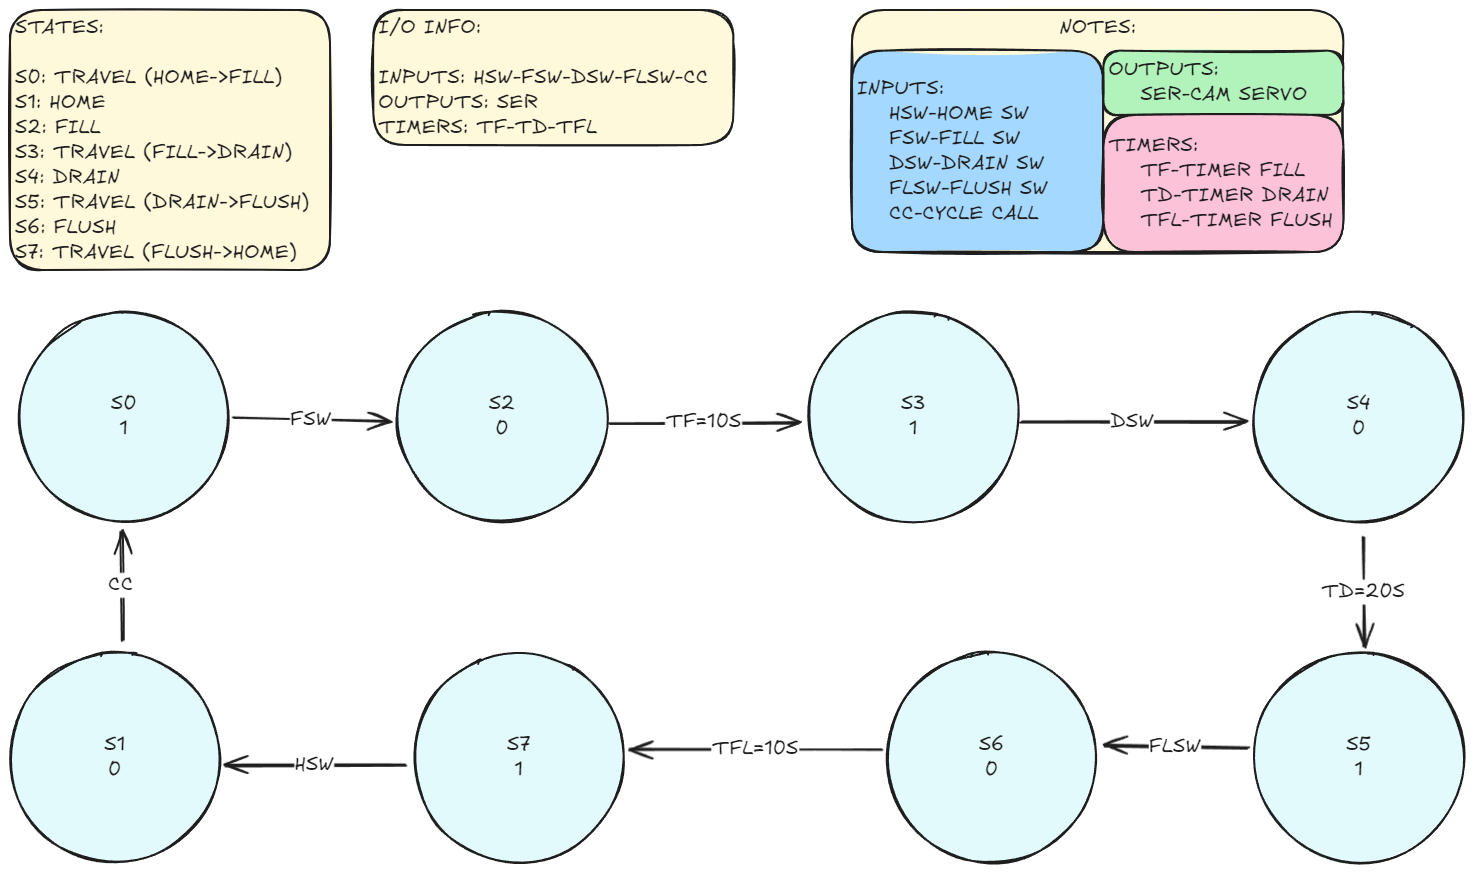 STATES:
S0: TRAVEL (HOME->FILL)
S1: HOME
S2: FILL
S3: TRAVEL (FILL->DRAIN)
S4: DRAIN
S5: TRAVEL (DRAIN->FLUSH)
S6: FLUSH
S7: TRAVEL (FLUSH->HOME)
I/O INFO:
INPUTS: HSW-FSW-DSW-FLSW-CC
OUTPUTS: SER
TIMERS: TF-TD-TFL
NOTES:
INPUTS:
HSW-HOME SW
FSW-FILL SW
DSW-DRAIN SW
FLSW-FLUSH SW
CC-CYCLE CALL
OUTPUTS:
SER-CAM SERVO
TIMERS:
TF-TIMER FILL
TD-TIMER DRAIN
TFL-TIMER FLUSH
S0
1
FSW
S2
0
TF=10S
S3
1
DSW
S4
0
CC
TD=20S
S1
0
HSW
S7
1
TFL=10S
S6
0
FLSW
S5
1